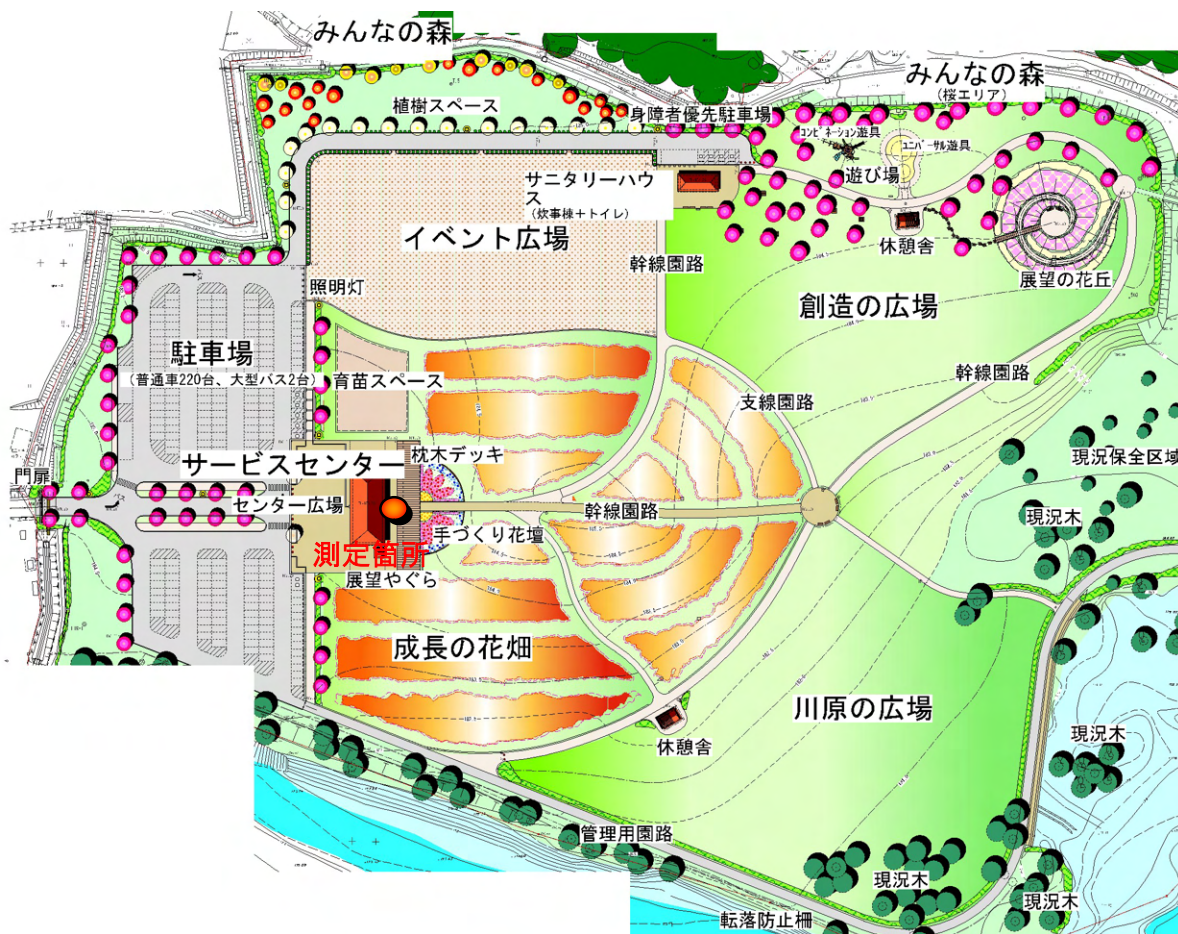 みんなの森
植樹スペース
身障者優先駐車場
みんなの森
(桜エリア)
コンビネーション遊具
ユニバーサル遊具
遊び場
サニタリーハウ
ス
(炊事棟+トイレ)
イベント広場
幹線園路
休憩舎
展望の花丘
照明灯
創造の広場
駐車場
(普通車220台、大型バス2台)
育苗スペース
支線園路
幹線園路
枕木デッキ
サービスセンター
現況保全区域
門扉
バス
センター広場
幹線園路
現況木
手づくり花壇
測定箇所
展望やぐら
成長の花畑
川原の広場
休憩舎
現況木
管理用園路
現況木
現況木
転落防止柵